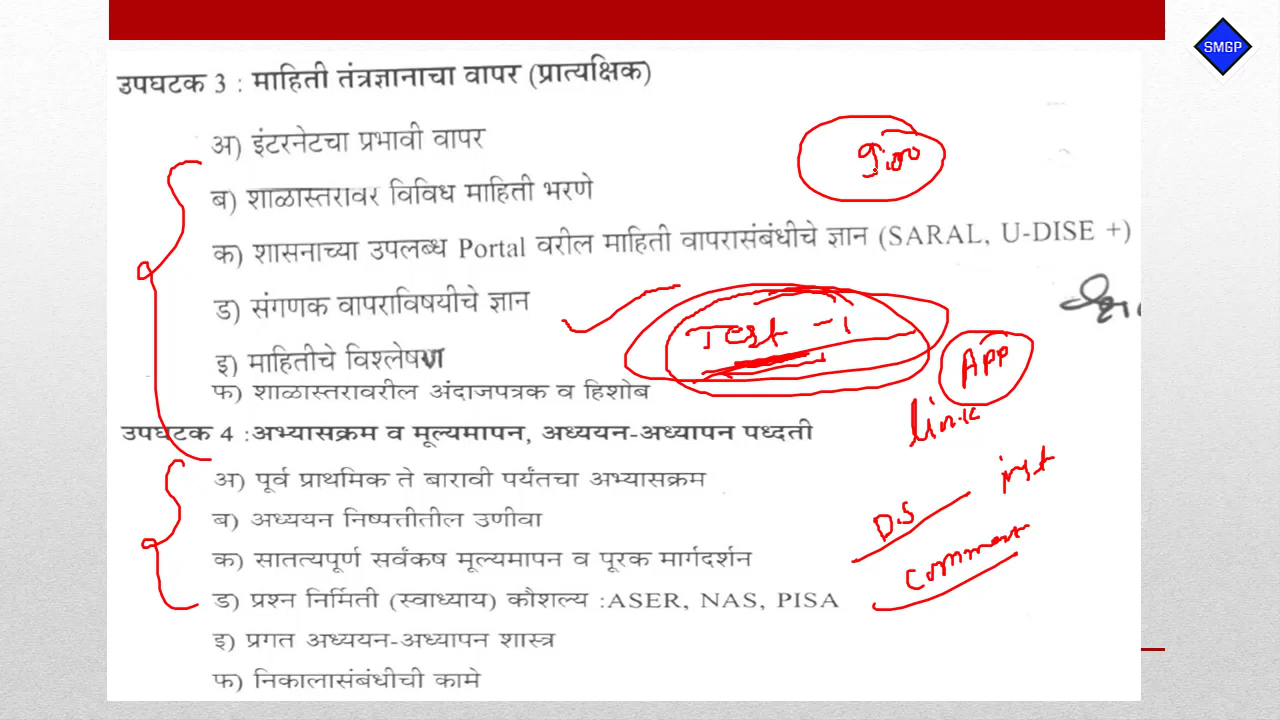 SMGP
उपघटक 3 : माहिती तंत्रज्ञानाचा वापर (प्रात्यक्षिक)
अ) इंटरनेटचा प्रभावी वापर
9:00
ब) शाळास्तरावर विविध माहिती भरणे
क) शासनाच्या उपलब्ध Portal वरील माहिती वापरासंबंधीचे ज्ञान (SARAL, U-DISE +)
ड) संगणक वापराविषयीचे ज्ञान
Test - 1
इ) माहितीचे विश्लेषण
APP
फ) शाळास्तरावरील अंदाजपत्रक व हिशोब
link
उपघटक 4 :अभ्यासक्रम व मूल्यमापन, अध्ययन-अध्यापन पध्दती
अ) पूर्व प्राथमिक ते बारावी पर्यंतचा अभ्यासक्रम
ब) अध्ययन निष्पत्तीतील उणीवा
D.S
क) सातत्यपूर्ण सर्वंकष मूल्यमापन व पूरक मार्गदर्शन
comment
ड) प्रश्न निर्मिती (स्वाध्याय) कौशल्य :ASER, NAS, PISA
इ) प्रगत अध्ययन-अध्यापन शास्त्र
फ) निकालासंबंधीची कामे